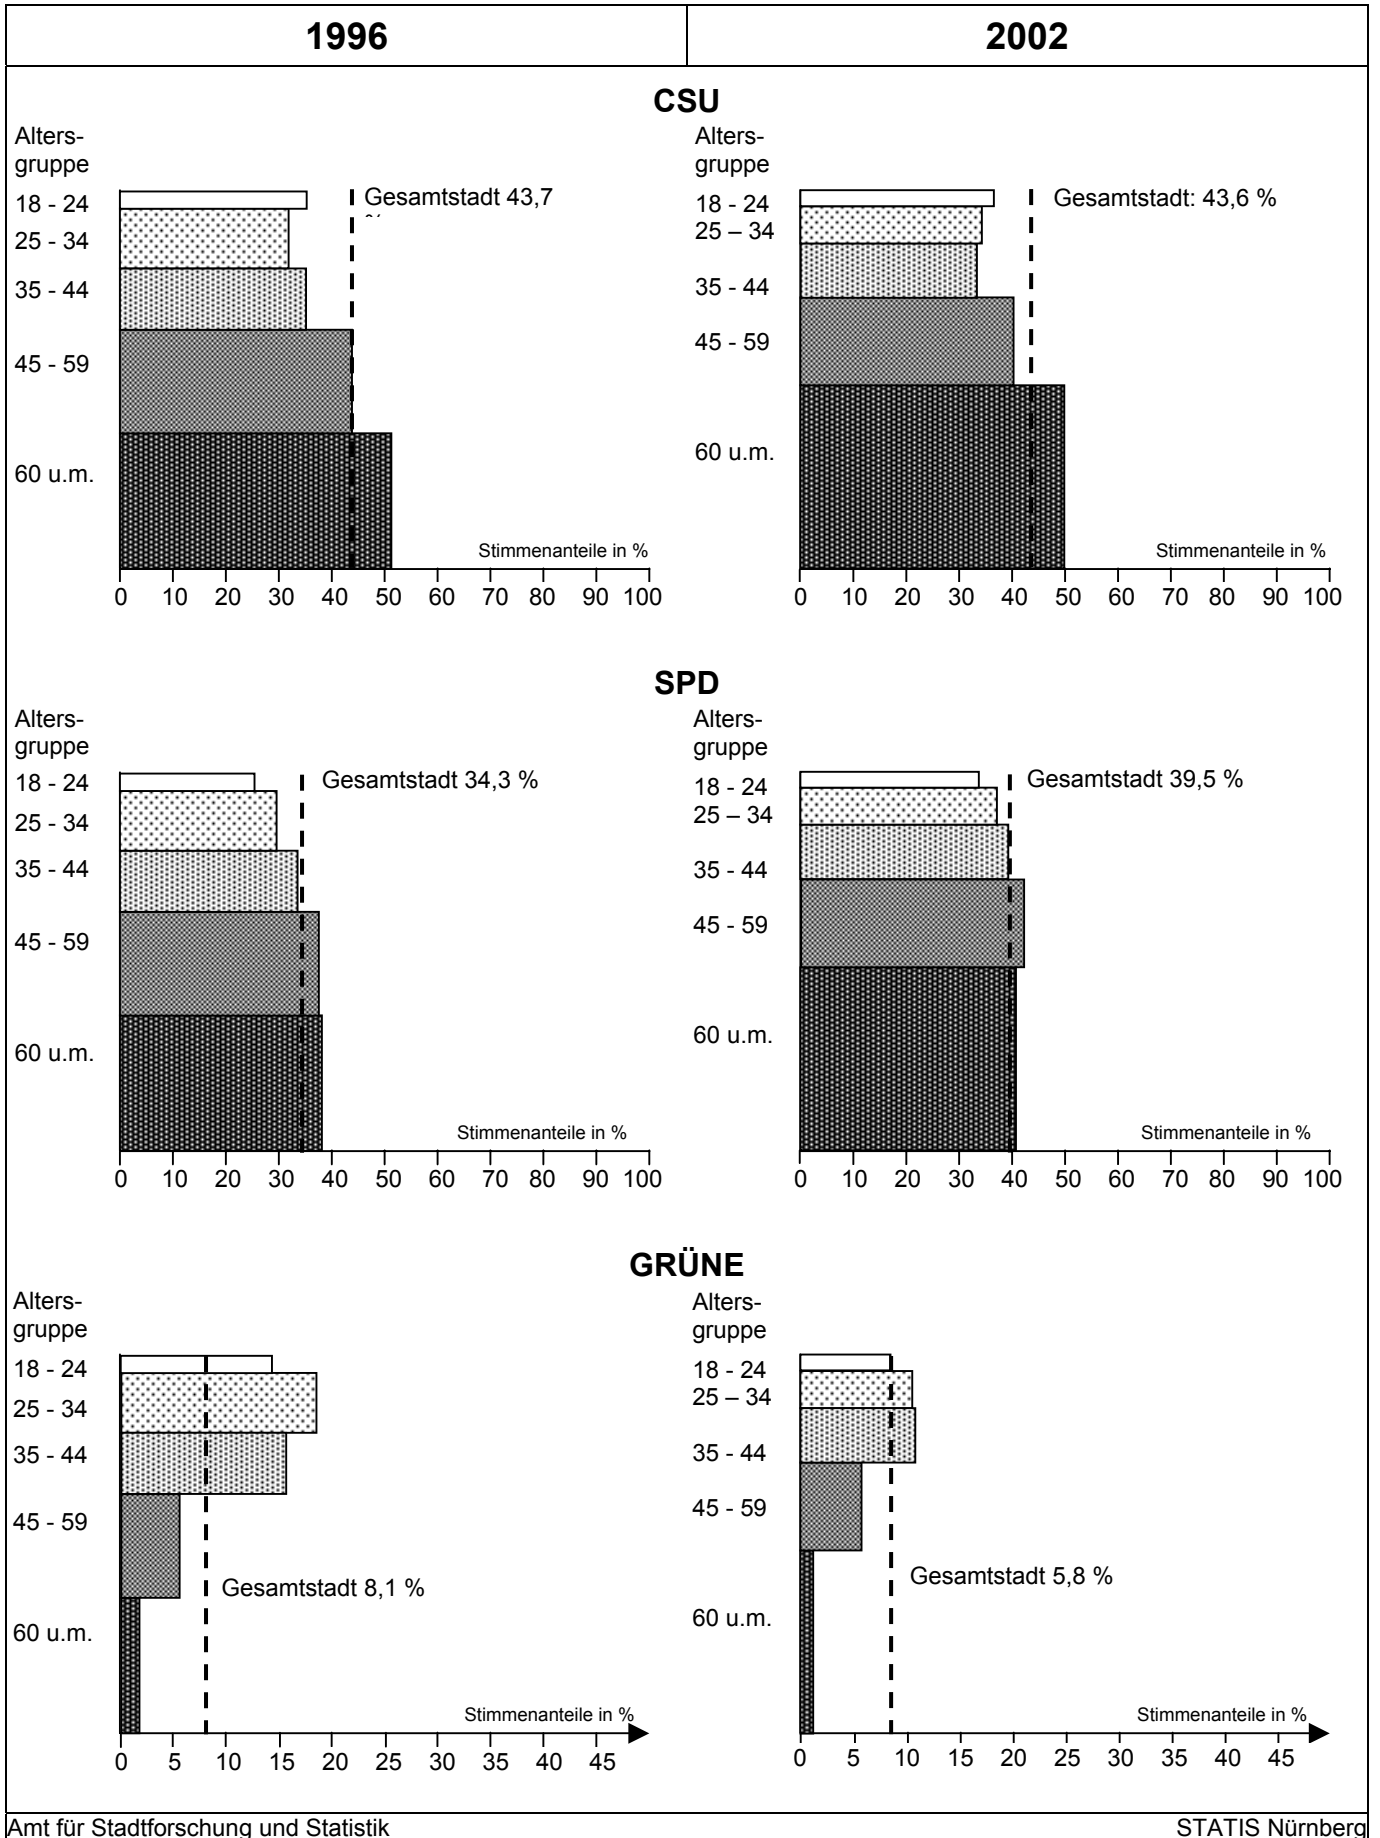 1996
2002
CSU
Alters-
gruppe
18 - 24
25 - 34
35 - 44
45 - 59
60 u.m.
Gesamtstadt 43,7
Stimmenanteile in %
0 10 20 30 40 50 60 70 80 90 100
Alters-
gruppe
18 - 24
25 – 34
35 - 44
45 - 59
60 u.m.
Gesamtstadt: 43,6 %
Stimmenanteile in %
0 10 20 30 40 50 60 70 80 90 100
SPD
Alters-
gruppe
18 - 24
25 - 34
35 - 44
45 - 59
60 u.m.
Gesamtstadt 34,3 %
Stimmenanteile in %
0 10 20 30 40 50 60 70 80 90 100
Alters-
gruppe
18 - 24
25 – 34
35 - 44
45 - 59
60 u.m.
Gesamtstadt 39,5 %
Stimmenanteile in %
0 10 20 30 40 50 60 70 80 90 100
GRÜNE
Alters-
gruppe
18 - 24
25 - 34
35 - 44
45 - 59
60 u.m.
Gesamtstadt 8,1 %
Stimmenanteile in %
0 5 10 15 20 25 30 35 40 45
Alters-
gruppe
18 - 24
25 – 34
35 - 44
45 - 59
60 u.m.
Gesamtstadt 5,8 %
Stimmenanteile in %
0 5 10 15 20 25 30 35 40 45
Amt für Stadtforschung und Statistik
STATIS Nürnberg